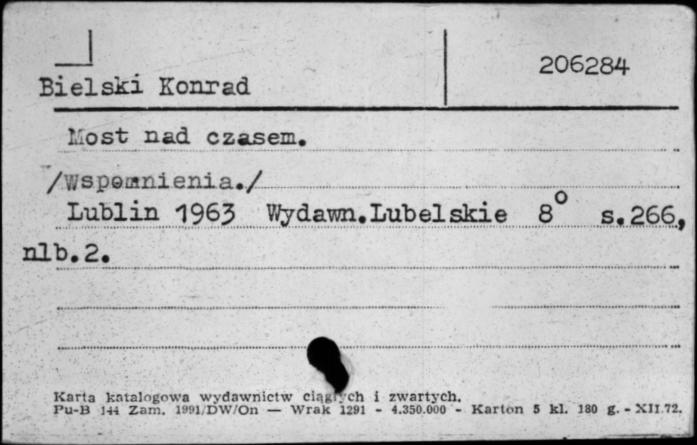 206284
Bielski Konrad
Most nad czasem.
/Wspomnienia./
Lublin 1963 Wydawn.Lubelskie 8° s.266,
nlb.2.
Karta katalogowa wydawnictw ciągłych i zwartych.
Pu-B 144 Zam. 1991/DW/On — Wrak 1291 - 4.350.000 - Karton 5 kl. 180 g. - XII.72.